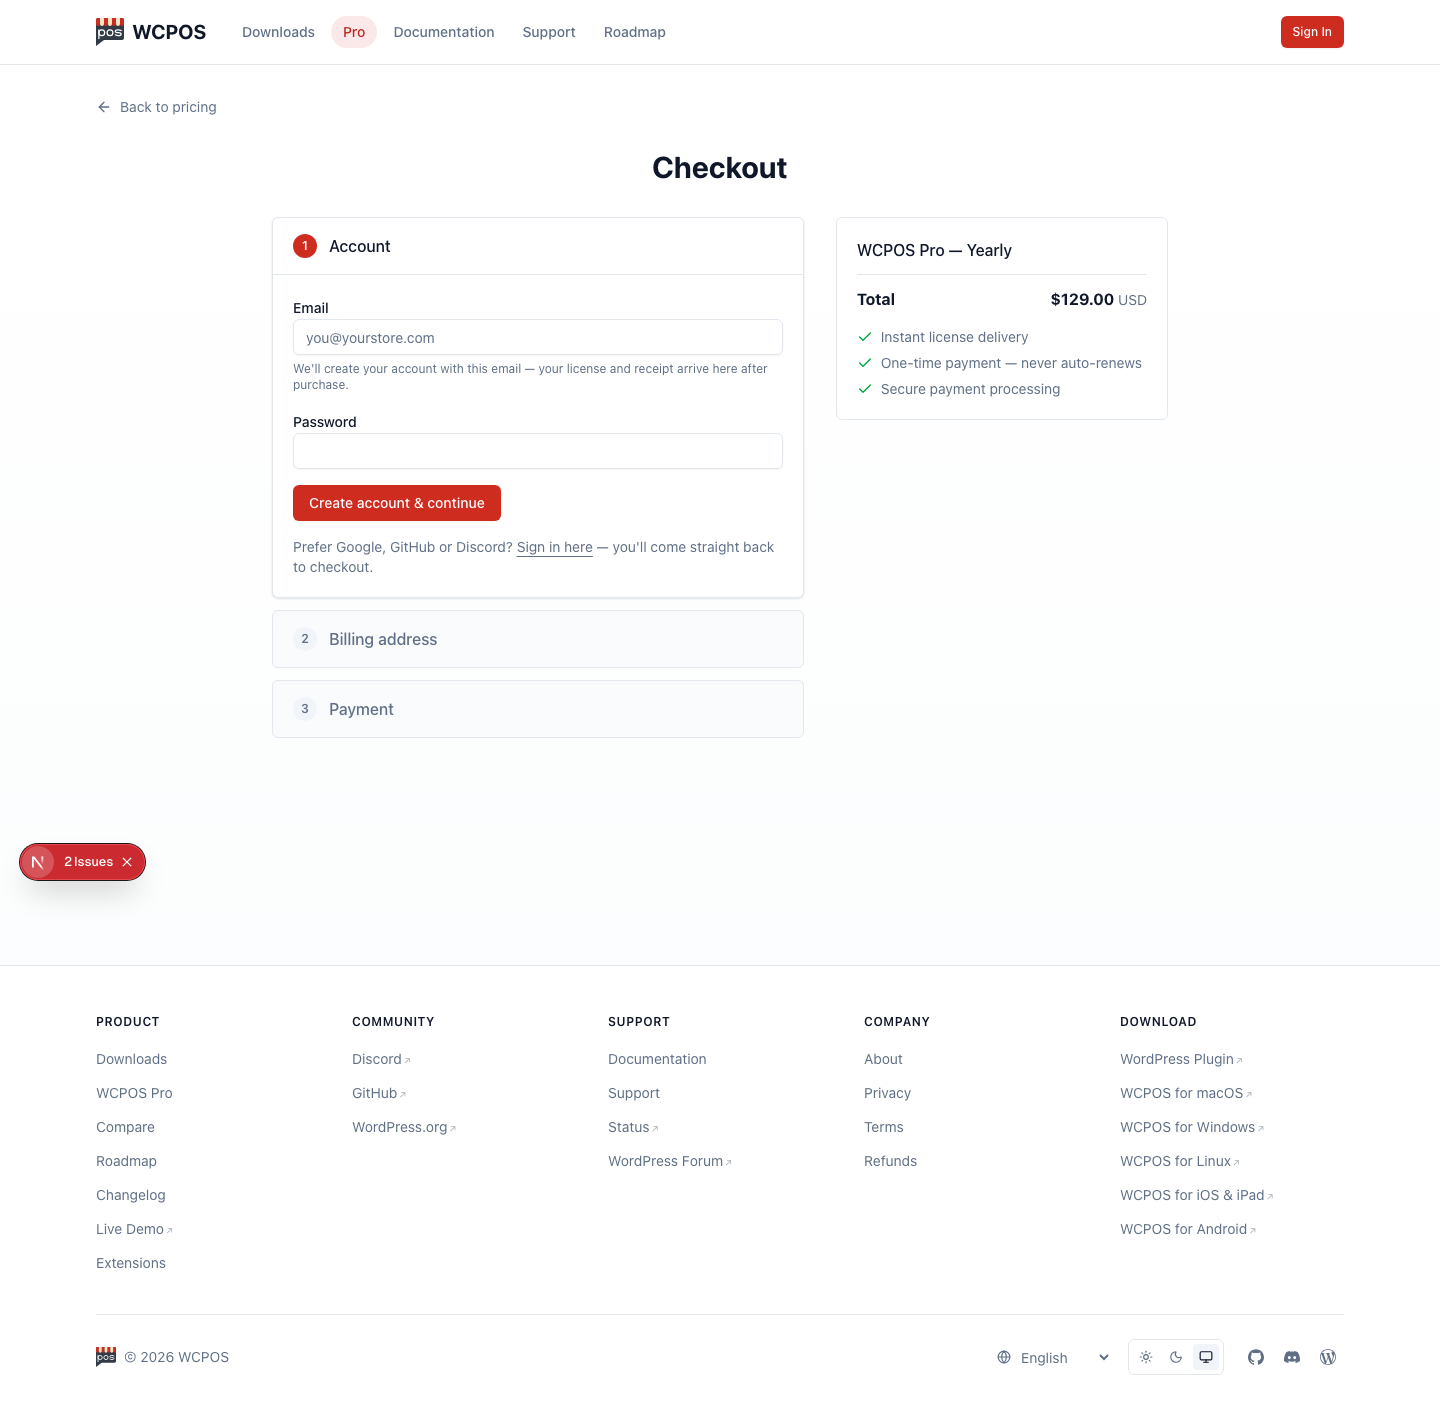 pos WCPOS
Downloads
Pro
Documentation
Support
Roadmap
Sign In
Back to pricing
Checkout
1 Account
Email
you@yourstore.com
We'll create your account with this email — your license and receipt arrive here after
purchase.
Password
Create account & continue
Prefer Google, GitHub or Discord? Sign in here — you'll come straight back
to checkout.
2 Billing address
3 Payment
WCPOS Pro — Yearly
Total $129.00 USD
Instant license delivery
One-time payment — never auto-renews
Secure payment processing
N 2 Issues
PRODUCT
Downloads
WCPOS Pro
Compare
Roadmap
Changelog
Live Demo
Extensions
COMMUNITY
Discord
GitHub
WordPress.org
SUPPORT
Documentation
Support
Status
WordPress Forum
COMPANY
About
Privacy
Terms
Refunds
DOWNLOAD
WordPress Plugin
WCPOS for macOS
WCPOS for Windows
WCPOS for Linux
WCPOS for iOS & iPad
WCPOS for Android
pos © 2026 WCPOS
English